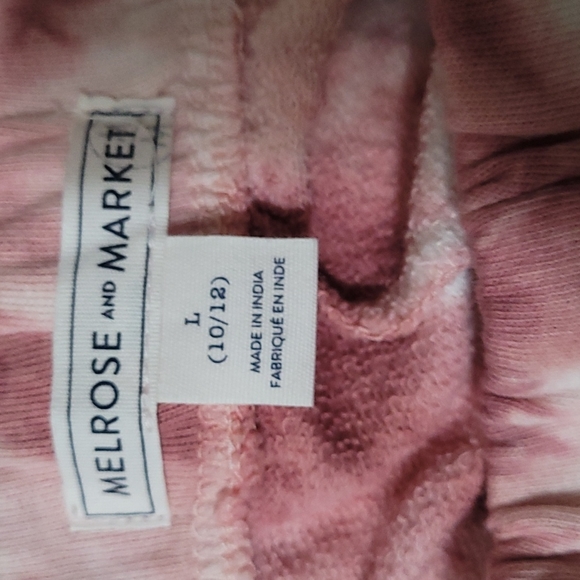 MELROSE AND MARKET
L
(10/12)
MADE IN INDIA
FABRIQUÉ EN INDE